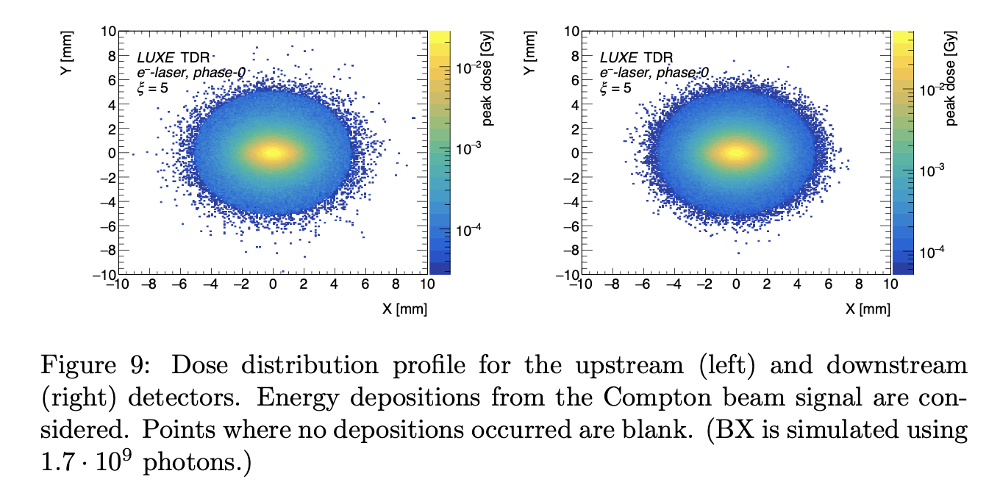 Y [mm]
10
8
6
4
2
0
−2
−4
−6
−8
−10
LUXE TDR
e⁻-laser, phase-0
ξ = 5
−10 −8 −6 −4 −2 0 2 4 6 8 10
X [mm]
10⁻²
10⁻³
10⁻⁴
peak dose [Gy]
Y [mm]
10
8
6
4
2
0
−2
−4
−6
−8
−10
LUXE TDR
e⁻-laser, phase-0
ξ = 5
−10 −8 −6 −4 −2 0 2 4 6 8 10
X [mm]
10⁻²
10⁻³
10⁻⁴
peak dose [Gy]
Figure 9: Dose distribution profile for the upstream (left) and downstream
(right) detectors. Energy depositions from the Compton beam signal are con-
sidered. Points where no depositions occurred are blank. (BX is simulated using
1.7 · 10⁹ photons.)